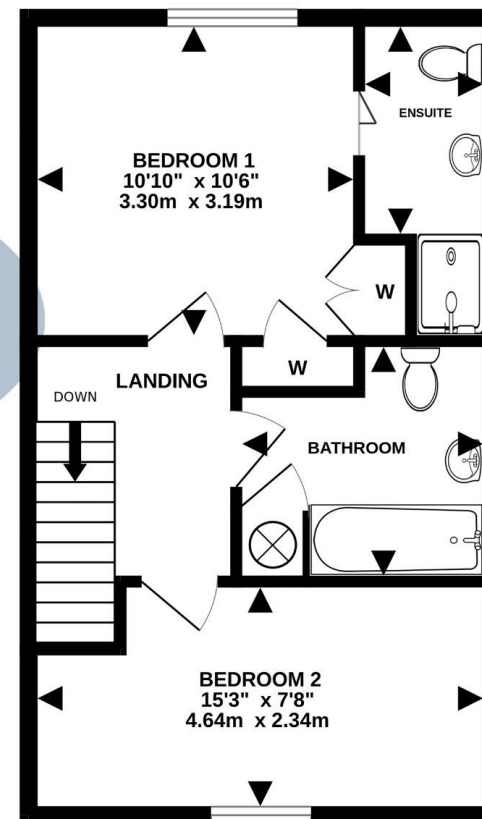 ENSUITE
BEDROOM 1
10'10" x 10'6"
3.30m x 3.19m
W
W
LANDING
DOWN
BATHROOM
BEDROOM 2
15'3" x 7'8"
4.64m x 2.34m